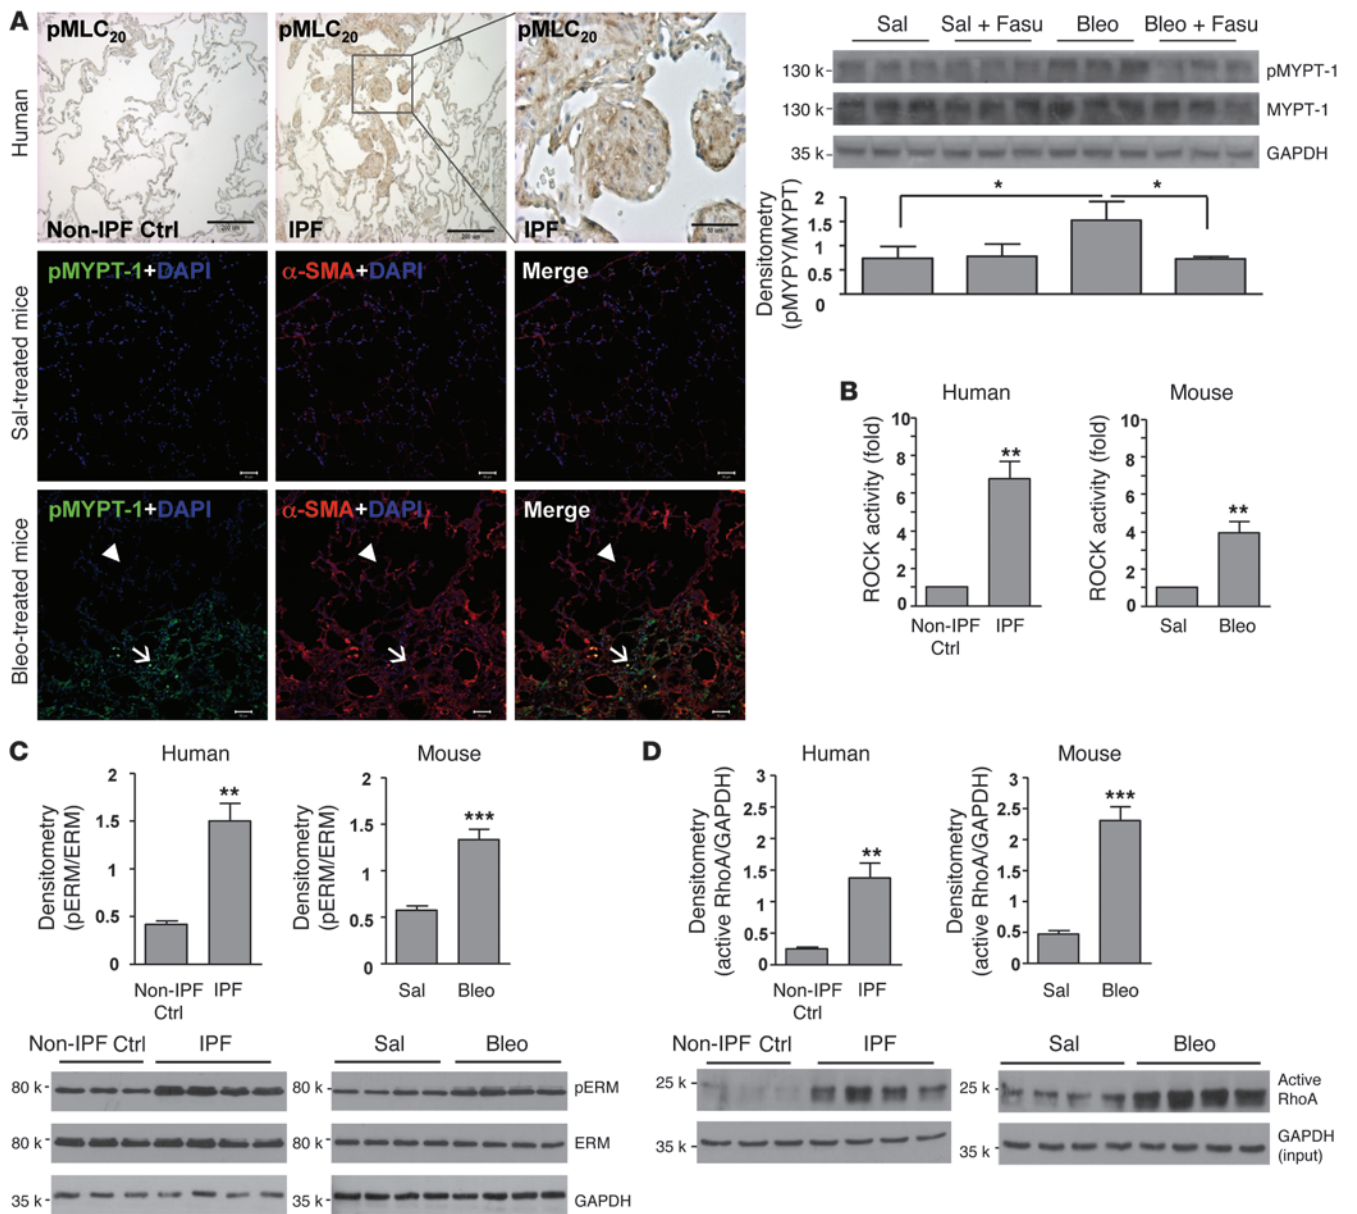 A
Human
pMLC20
Non-IPF Ctrl
200 um
pMLC20
IPF
200 um
pMLC20
IPF
50 um
Sal-treated mice
pMYPT-1+DAPI
α-SMA+DAPI
Merge
Bleo-treated mice
pMYPT-1+DAPI
α-SMA+DAPI
Merge
Sal Sal + Fasu Bleo Bleo + Fasu
130 k pMYPT-1
130 k MYPT-1
35 k GAPDH
Densitometry
(pMYPY/MYPT)
2
1.5
1
0.5
0
* *
B
Human
ROCK activity (fold)
10
8
6
4
2
0
**
Non-IPF
Ctrl
IPF
Mouse
ROCK activity (fold)
10
8
6
4
2
0
**
Sal Bleo
C
Human
Densitometry
(pERM/ERM)
2
1.5
1
0.5
0
**
Non-IPF
Ctrl
IPF
Mouse
Densitometry
(pERM/ERM)
2
1.5
1
0.5
0
***
Sal Bleo
Non-IPF Ctrl IPF
80 k
80 k
35 k
Sal Bleo
80 k pERM
80 k ERM
35 k GAPDH
D
Human
Densitometry
(active RhoA/GAPDH)
3
2.5
2
1.5
1
0.5
0
**
Non-IPF
Ctrl
IPF
Mouse
Densitometry
(active RhoA/GAPDH)
3
2.5
2
1.5
1
0.5
0
***
Sal Bleo
Non-IPF Ctrl IPF
25 k
35 k
Sal Bleo
25 k
Active
RhoA
35 k
GAPDH
(input)